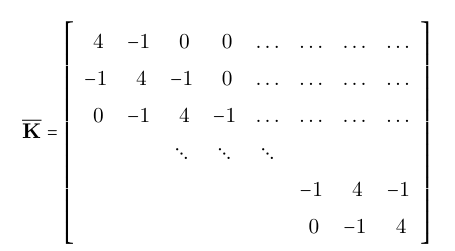 4 −1 0 0 … … … …
−1 4 −1 0 … … … …
0 −1 4 −1 … … … …
K̅ =
⋱ ⋱ ⋱
−1 4 −1
0 −1 4